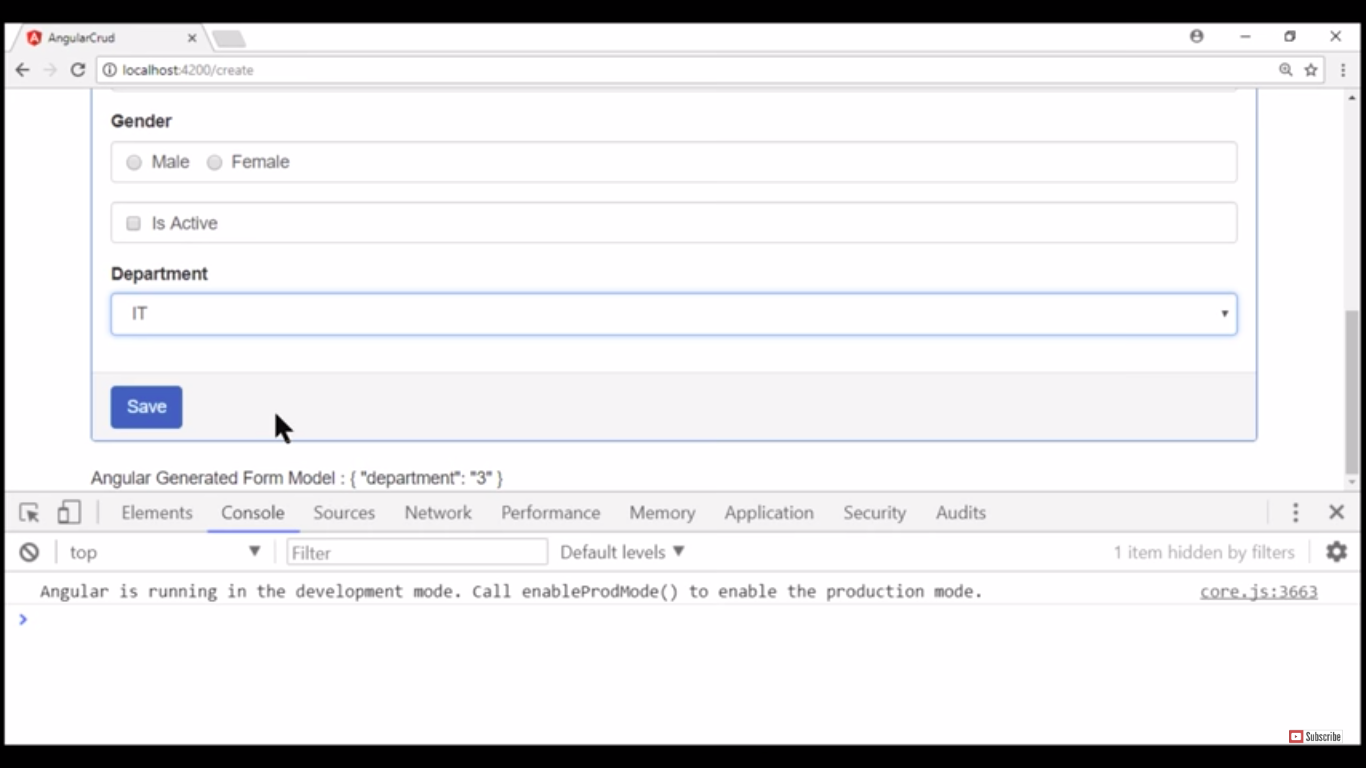 AngularCrud
localhost:4200/create
Gender
Male Female
Is Active
Department
IT
Save
Angular Generated Form Model : { "department": "3" }
Elements Console Sources Network Performance Memory Application Security Audits
top Filter Default levels 1 item hidden by filters
Angular is running in the development mode. Call enableProdMode() to enable the production mode. core.js:3663
Subscribe